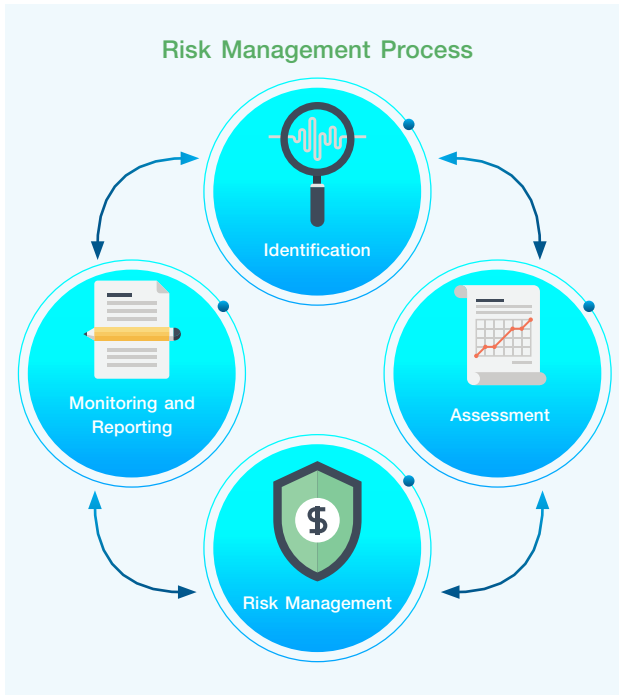 Risk Management Process
Identification
Monitoring and
Reporting
Assessment
$
Risk Management